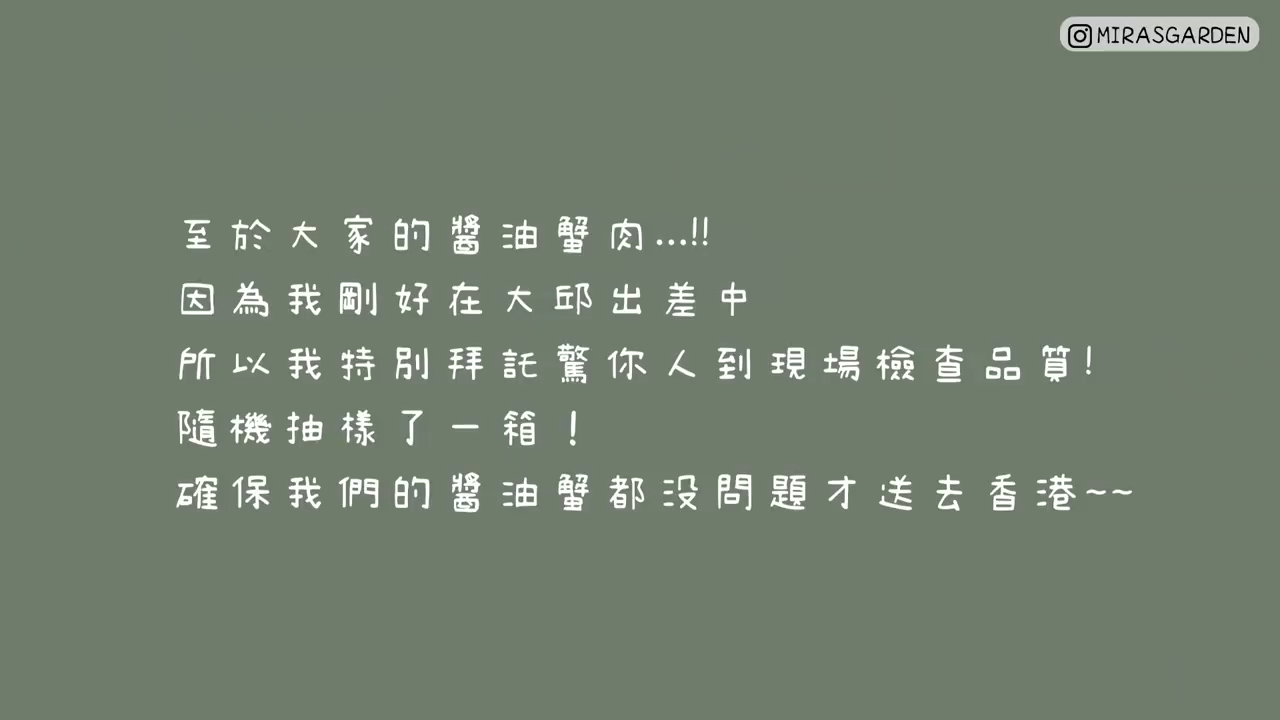 MIRASGARDEN
至於大家的醬油蟹肉...!!
因為我剛好在大邱出差中
所以我特別拜託驚你人到現場檢查品質!
隨機抽樣了一箱！
確保我們的醬油蟹都没問題才送去香港~~